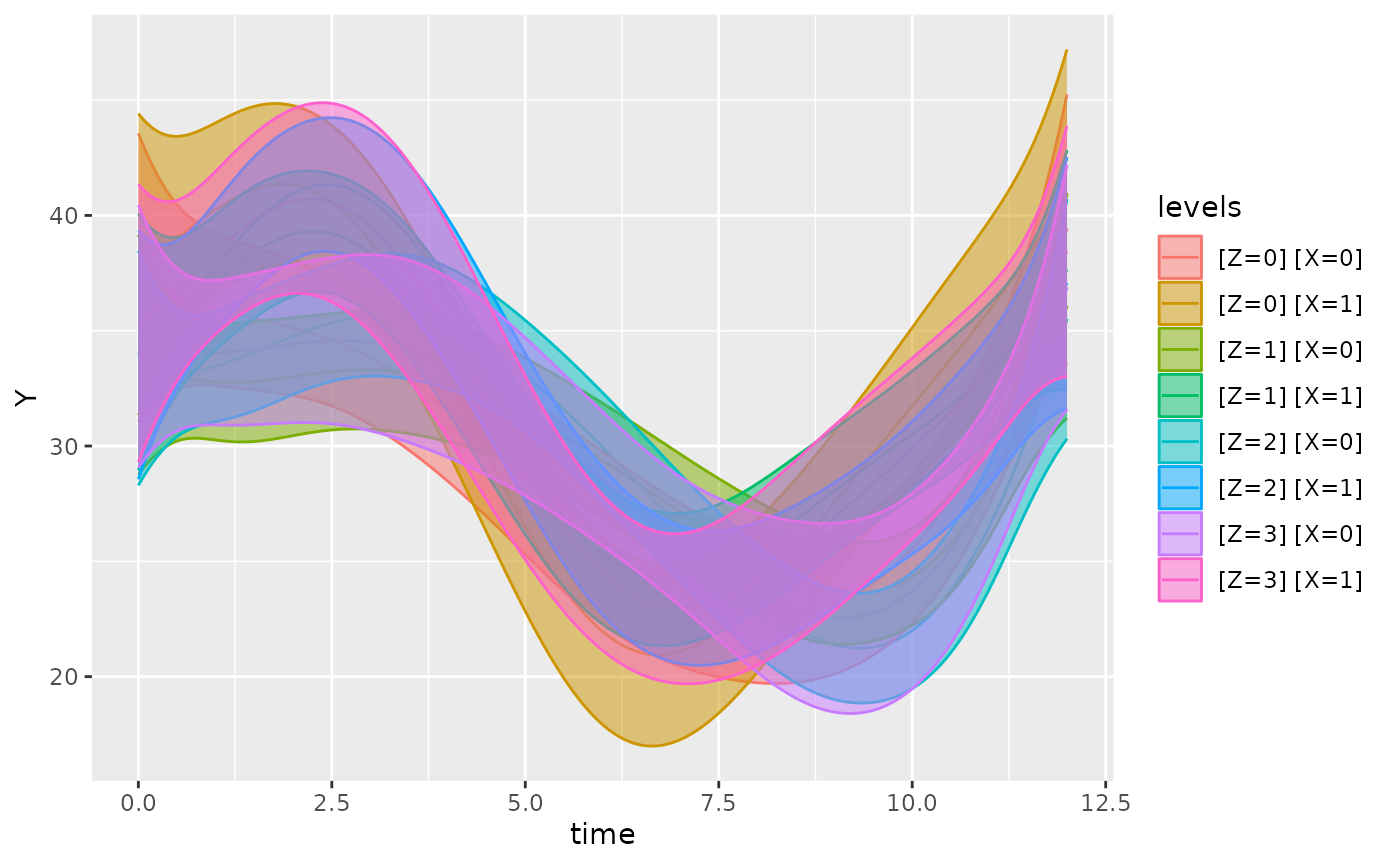 Y
40
30
20
0.0 2.5 5.0 7.5 10.0 12.5
time
levels
[Z=0] [X=0]
[Z=0] [X=1]
[Z=1] [X=0]
[Z=1] [X=1]
[Z=2] [X=0]
[Z=2] [X=1]
[Z=3] [X=0]
[Z=3] [X=1]